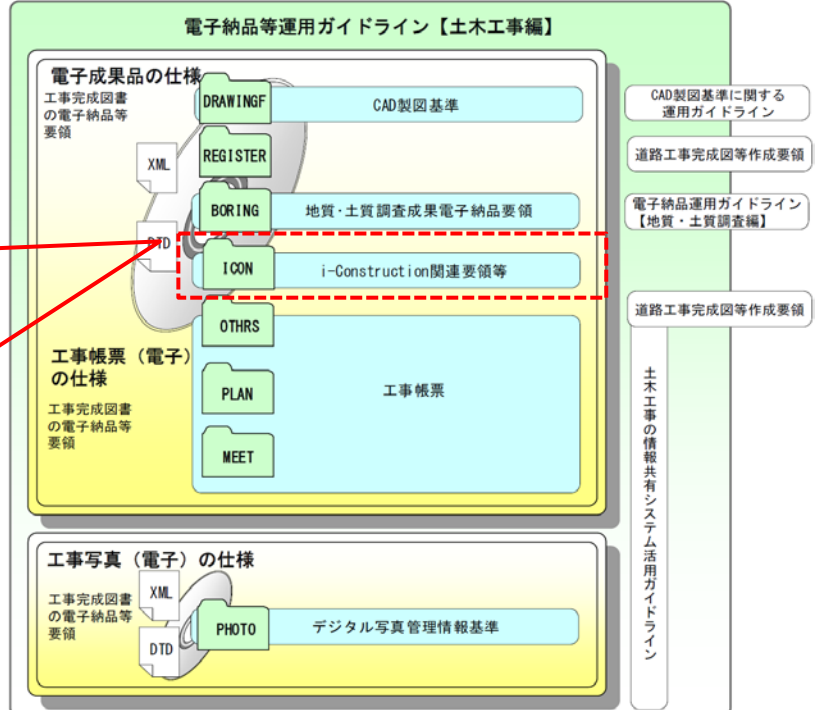 電子納品等運用ガイドライン【土木工事編】
電子成果品の仕様
工事完成図書
の電子納品等
要領
XML
DTD
DRAWINGF
CAD製図基準
REGISTER
BORING
地質・土質調査成果電子納品要領
ICON
i-Construction関連要領等
OTHRS
工事帳票（電子）
の仕様
工事完成図書
の電子納品等
要領
PLAN
工事帳票
MEET
CAD製図基準に関する
運用ガイドライン
道路工事完成図等作成要領
電子納品運用ガイドライン
【地質・土質調査編】
道路工事完成図等作成要領
土木工事の情報共有システム活用ガイドライン
工事写真（電子）の仕様
工事完成図書
の電子納品等
要領
XML
DTD
PHOTO
デジタル写真管理情報基準